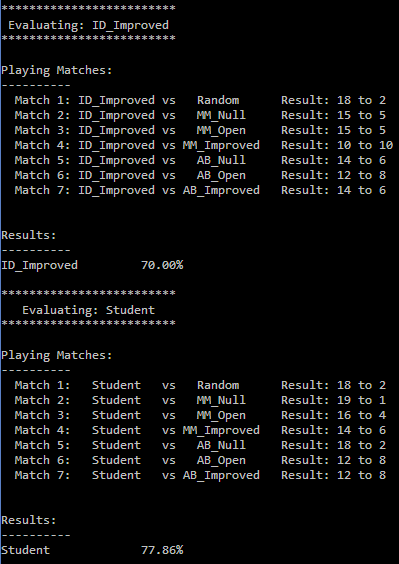 *************************
Evaluating: ID_Improved
*************************
Playing Matches:
----------
Match 1: ID_Improved vs Random Result: 18 to 2
Match 2: ID_Improved vs MM_Null Result: 15 to 5
Match 3: ID_Improved vs MM_Open Result: 15 to 5
Match 4: ID_Improved vs MM_Improved Result: 10 to 10
Match 5: ID_Improved vs AB_Null Result: 14 to 6
Match 6: ID_Improved vs AB_Open Result: 12 to 8
Match 7: ID_Improved vs AB_Improved Result: 14 to 6
Results:
----------
ID_Improved 70.00%
*************************
Evaluating: Student
*************************
Playing Matches:
----------
Match 1: Student vs Random Result: 18 to 2
Match 2: Student vs MM_Null Result: 19 to 1
Match 3: Student vs MM_Open Result: 16 to 4
Match 4: Student vs MM_Improved Result: 14 to 6
Match 5: Student vs AB_Null Result: 18 to 2
Match 6: Student vs AB_Open Result: 12 to 8
Match 7: Student vs AB_Improved Result: 12 to 8
Results:
----------
Student 77.86%